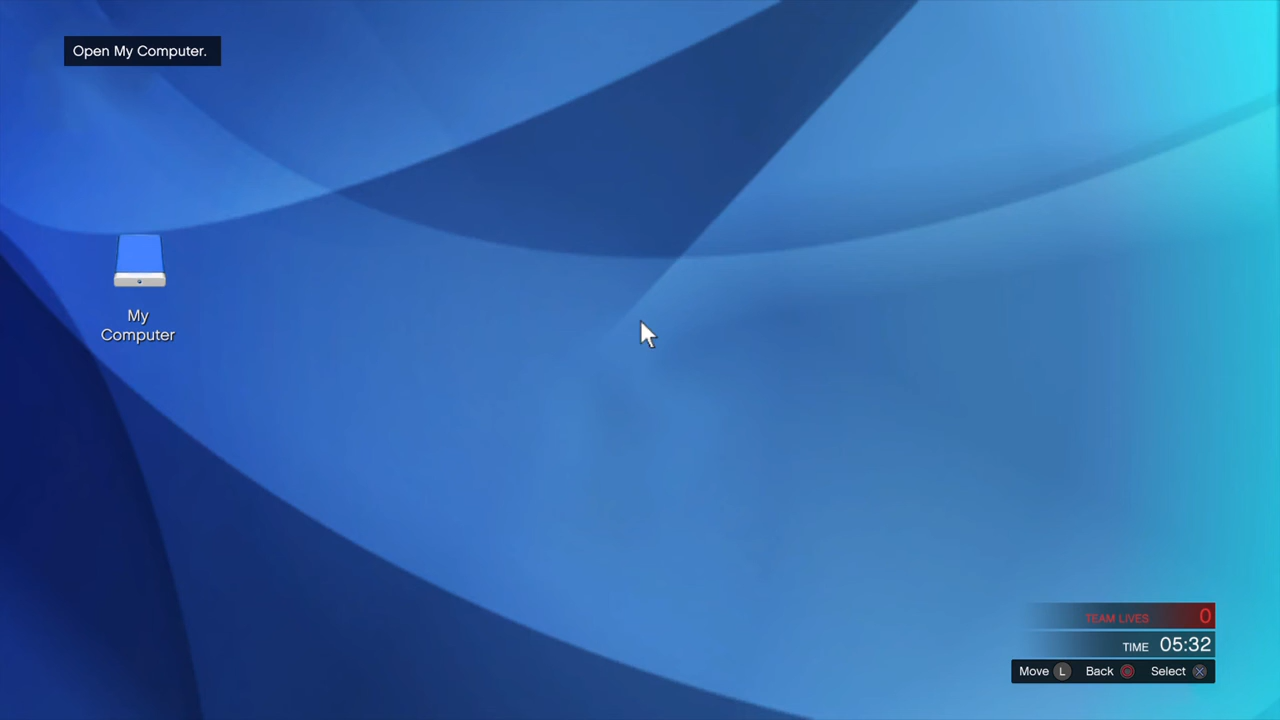 Open My Computer.
My
Computer
TEAM LIVES 0
TIME 05:32
Move L Back Select